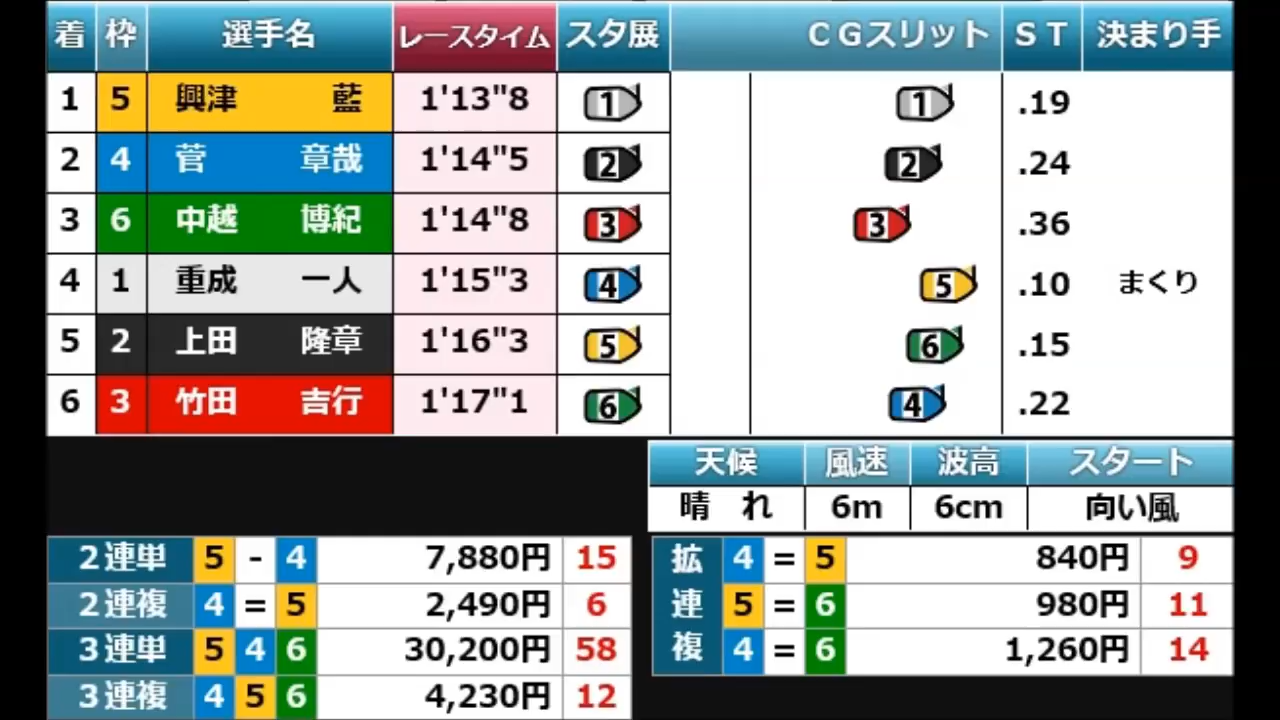 着 枠 選手名 レースタイム スタ展 CGスリット ST 決まり手
1 5 興津 藍 1'13"8 1 1 .19
2 4 菅 章哉 1'14"5 2 2 .24
3 6 中越 博紀 1'14"8 3 3 .36
4 1 重成 一人 1'15"3 4 5 .10 まくり
5 2 上田 隆章 1'16"3 5 6 .15
6 3 竹田 吉行 1'17"1 6 4 .22
天候 風速 波高 スタート
晴れ 6m 6cm 向い風
2連単 5 - 4 7,880円 15
2連複 4 = 5 2,490円 6
3連単 5 4 6 30,200円 58
3連複 4 5 6 4,230円 12
拡 4 = 5 840円 9
連 5 = 6 980円 11
複 4 = 6 1,260円 14